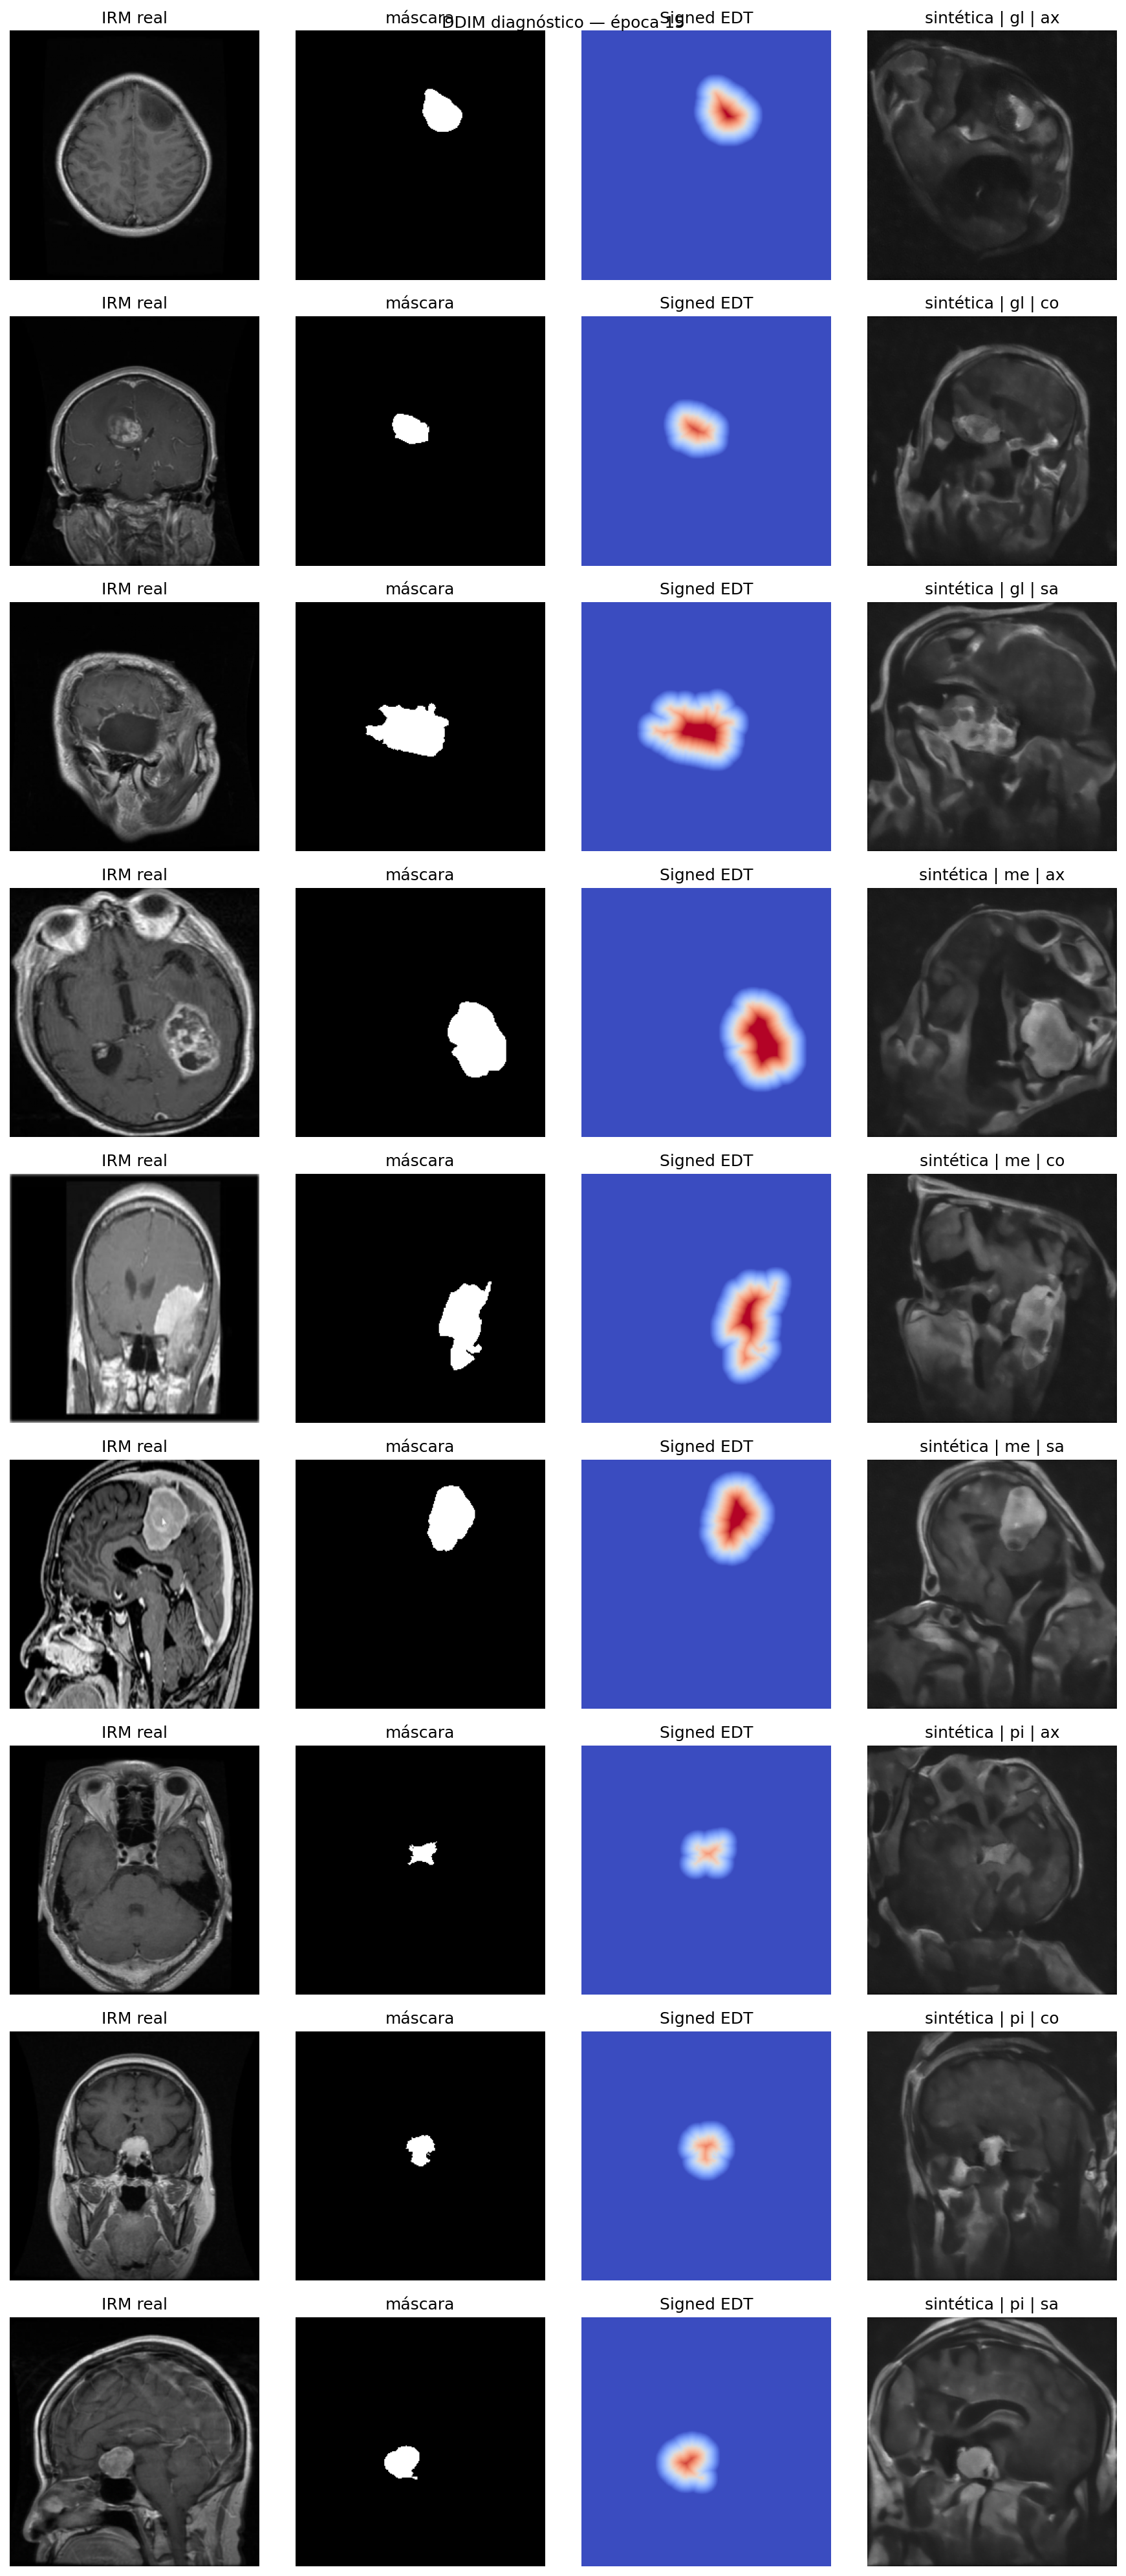 DDIM diagnóstico — época 15
IRM real máscara Signed EDT sintética | gl | ax
IRM real máscara Signed EDT sintética | gl | co
IRM real máscara Signed EDT sintética | gl | sa
IRM real máscara Signed EDT sintética | me | ax
IRM real máscara Signed EDT sintética | me | co
IRM real máscara Signed EDT sintética | me | sa
IRM real máscara Signed EDT sintética | pi | ax
IRM real máscara Signed EDT sintética | pi | co
IRM real máscara Signed EDT sintética | pi | sa